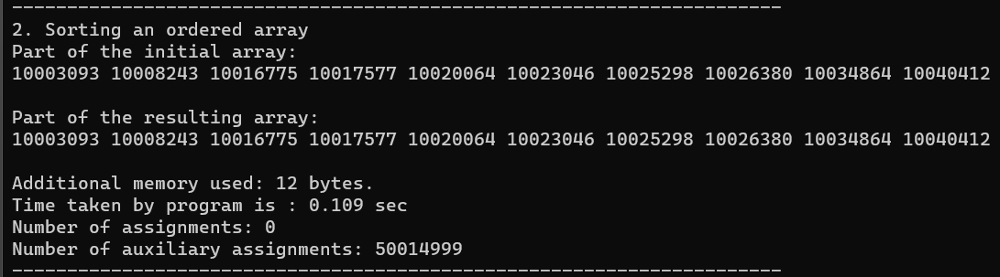 ----------------------------------------------------------------------
2. Sorting an ordered array
Part of the initial array:
10003093 10008243 10016775 10017577 10020064 10023046 10025298 10026380 10034864 10040412
Part of the resulting array:
10003093 10008243 10016775 10017577 10020064 10023046 10025298 10026380 10034864 10040412
Additional memory used: 12 bytes.
Time taken by program is : 0.109 sec
Number of assignments: 0
Number of auxiliary assignments: 50014999
----------------------------------------------------------------------